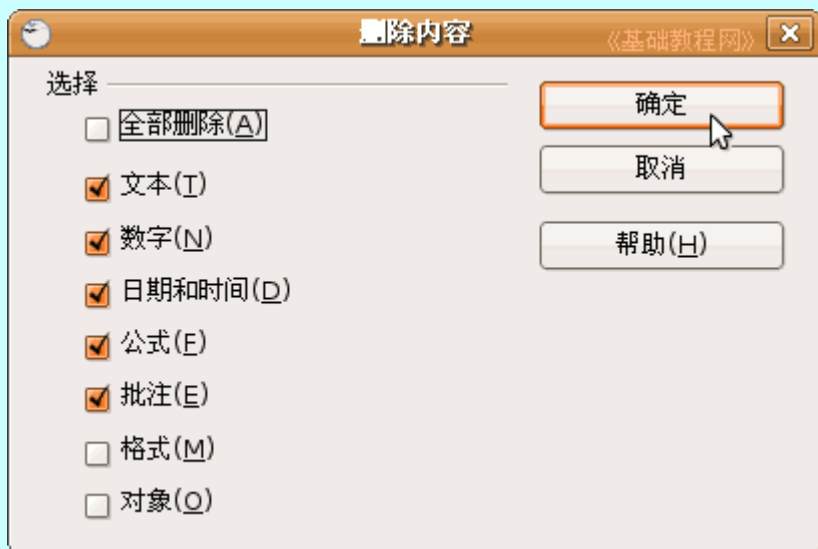 删除内容
《基础教程网》
选择
全部删除(A)
文本(T)
数字(N)
日期和时间(D)
公式(F)
批注(E)
格式(M)
对象(O)
确定
取消
帮助(H)